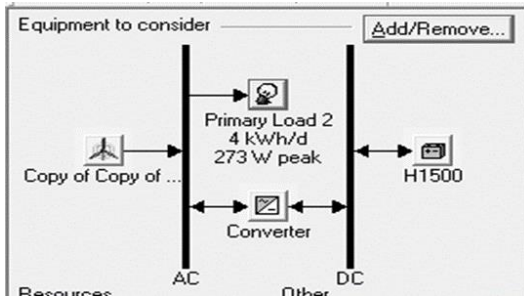 Equipment to consider
Add/Remove...
Primary Load 2
4 kWh/d
273 W peak
Copy of Copy of ...
H1500
Converter
AC
DC
Resources
Other